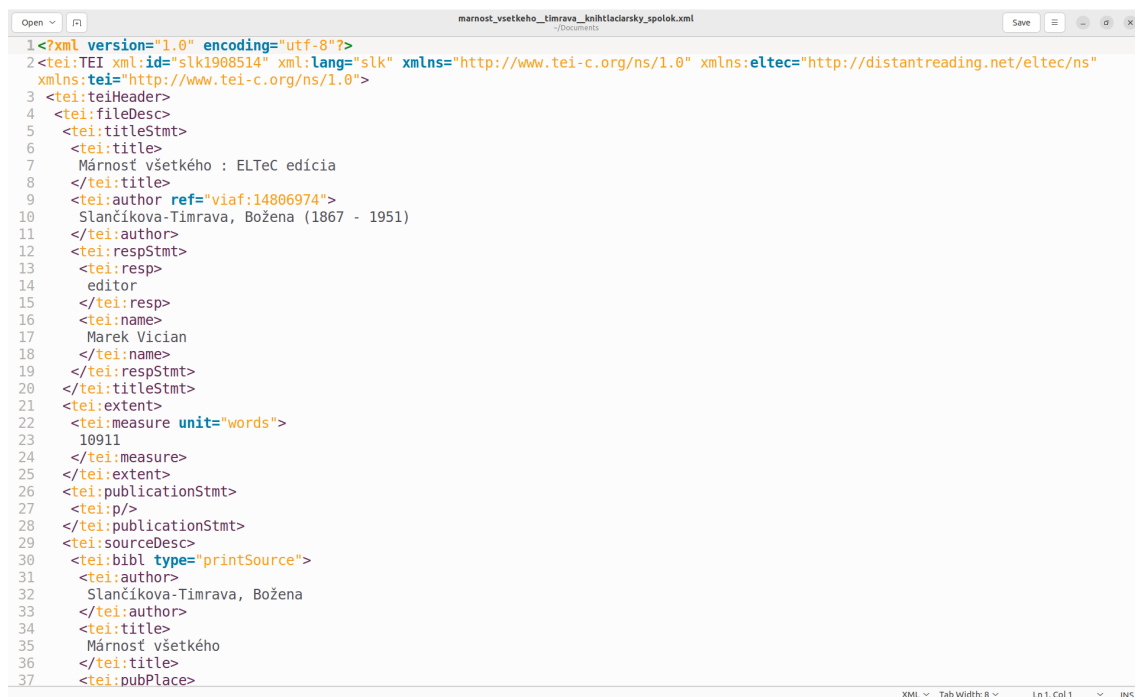 Open
marnost_vsetkeho__timrava__knihtlaciarsky_spolok.xml
~/Documents
Save
1 <?xml version="1.0" encoding="utf-8"?>
2 <tei:TEI xml:id="slk1908514" xml:lang="slk" xmlns="http://www.tei-c.org/ns/1.0" xmlns:eltec="http://distantreading.net/eltec/ns"
xmlns:tei="http://www.tei-c.org/ns/1.0">
3 <tei:teiHeader>
4 <tei:fileDesc>
5 <tei:titleStmt>
6 <tei:title>
7 Márnosť všetkého : ELTeC edícia
8 </tei:title>
9 <tei:author ref="viaf:14806974">
10 Slančíkova-Timrava, Božena (1867 - 1951)
11 </tei:author>
12 <tei:respStmt>
13 <tei:resp>
14 editor
15 </tei:resp>
16 <tei:name>
17 Marek Vician
18 </tei:name>
19 </tei:respStmt>
20 </tei:titleStmt>
21 <tei:extent>
22 <tei:measure unit="words">
23 10911
24 </tei:measure>
25 </tei:extent>
26 <tei:publicationStmt>
27 <tei:p/>
28 </tei:publicationStmt>
29 <tei:sourceDesc>
30 <tei:bibl type="printSource">
31 <tei:author>
32 Slančíkova-Timrava, Božena
33 </tei:author>
34 <tei:title>
35 Márnosť všetkého
36 </tei:title>
37 <tei:pubPlace>
XML Tab Width: 8 Ln 1, Col 1 INS